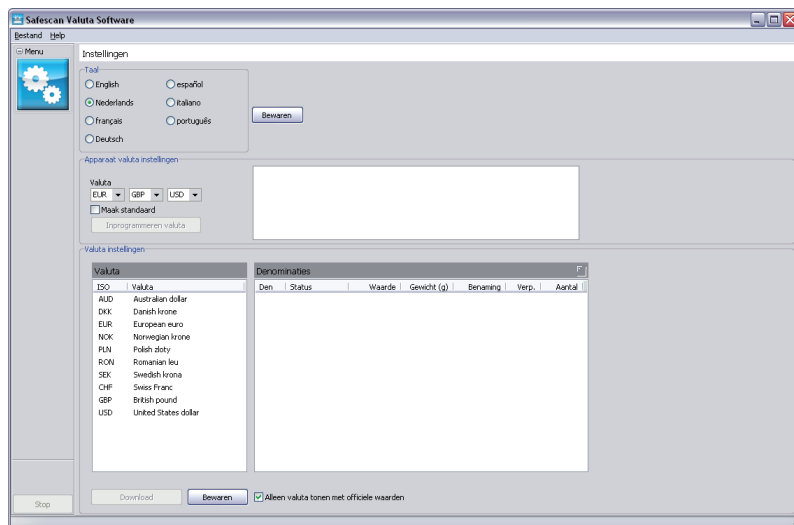 Safescan Valuta Software
Bestand Help
Menu
Instellingen
Taal
English español
Nederlands italiano
français português
Deutsch
Bewaren
Apparaat valuta instellingen
Valuta
EUR GBP USD
Maak standaard
Inprogrammeren valuta
Valuta instellingen
Valuta
ISO Valuta
AUD Australian dollar
DKK Danish krone
EUR European euro
NOK Norwegian krone
PLN Polish zloty
RON Romanian leu
SEK Swedish krona
CHF Swiss Franc
GBP British pound
USD United States dollar
Denominaties
Den Status Waarde Gewicht (g) Benaming Verp. Aantal
Download Bewaren Alleen valuta tonen met officiele waarden
Stop